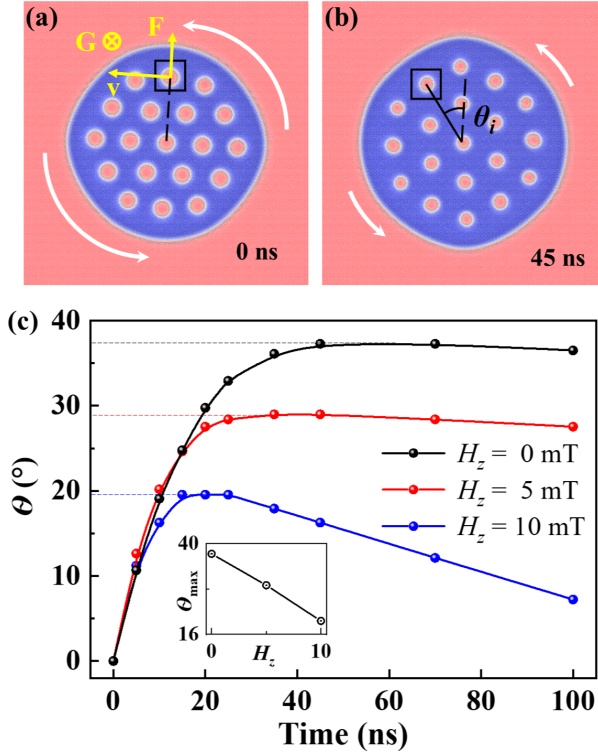 (a)
F
G ⊗
v
0 ns
(b)
θi
45 ns
(c)
40
30
20
10
0
Θ (°)
Hz = 0 mT
Hz = 5 mT
Hz = 10 mT
40
Θmax
16
0
Hz
10
0
20
40
60
80
100
Time (ns)